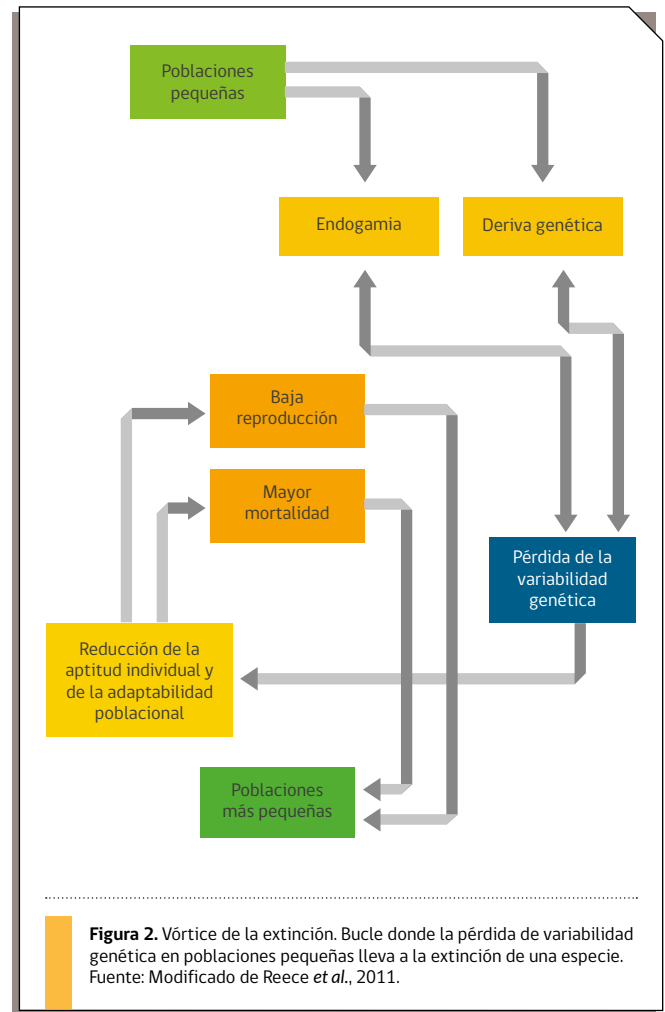 Poblaciones
pequeñas
Endogamia
Deriva genética
Baja
reproducción
Mayor
mortalidad
Pérdida de la
variabilidad
genética
Reducción de la
aptitud individual y
de la adaptabilidad
poblacional
Poblaciones
más pequeñas
Figura 2. Vórtice de la extinción. Bucle donde la pérdida de variabilidad
genética en poblaciones pequeñas lleva a la extinción de una especie.
Fuente: Modificado de Reece et al., 2011.